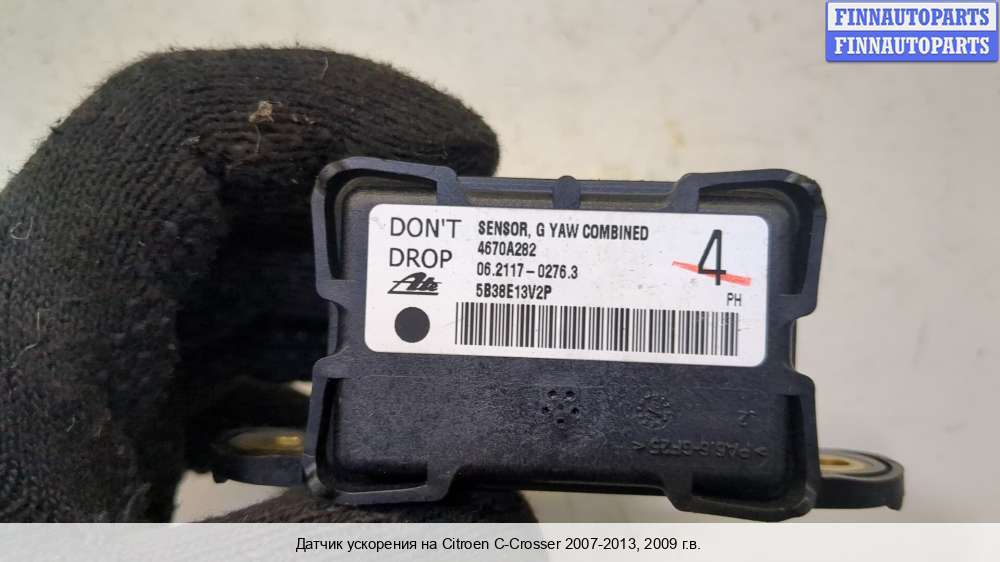 FINNAUTOPARTS
FINNAUTOPARTS
DON'T
DROP
Ate
SENSOR, G YAW COMBINED
4670A282
06.2117-0276.3
5B38E13V2P
4
PH
Датчик ускорения на Citroen C-Crosser 2007-2013, 2009 г.в.